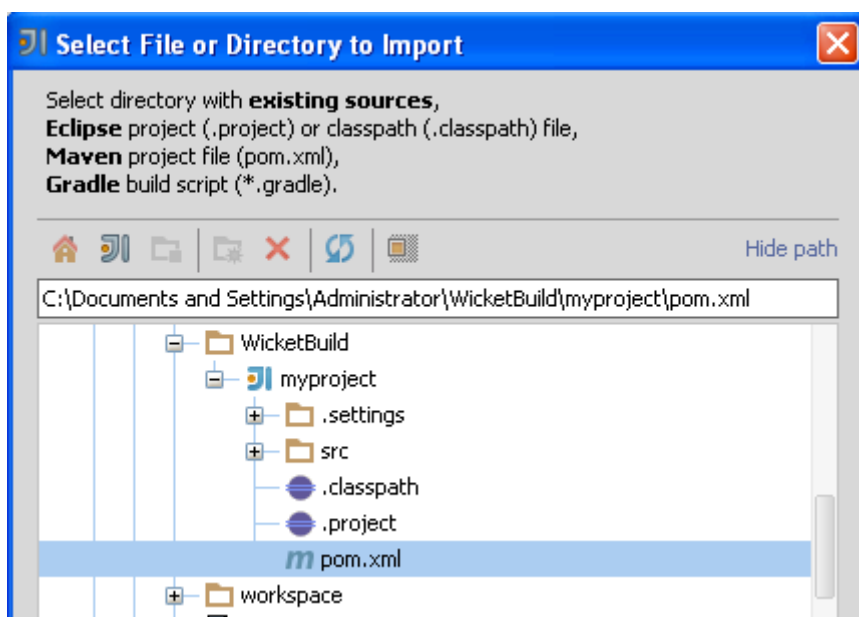 Select File or Directory to Import
Select directory with existing sources,
Eclipse project (.project) or classpath (.classpath) file,
Maven project file (pom.xml),
Gradle build script (*.gradle).
Hide path
C:\Documents and Settings\Administrator\WicketBuild\myproject\pom.xml
WicketBuild
myproject
.settings
src
.classpath
.project
pom.xml
workspace